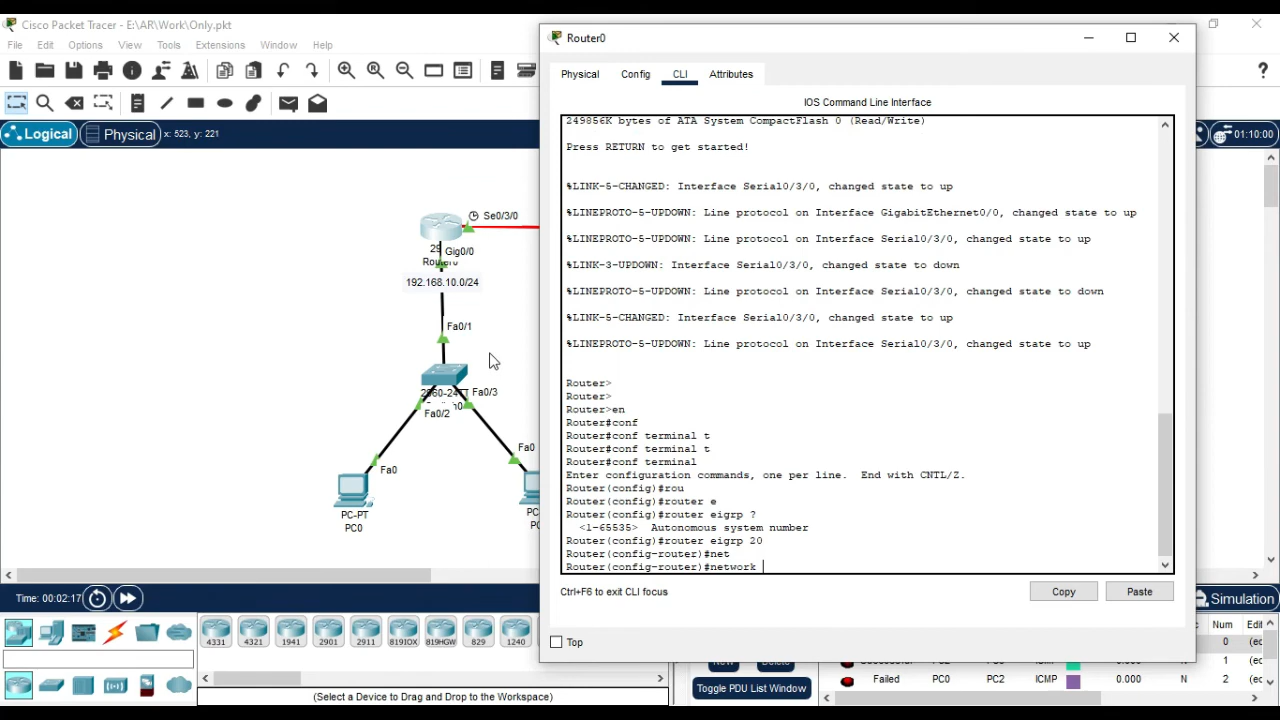 Cisco Packet Tracer - E:\AR\Work\Only.pkt
File Edit Options View Tools Extensions Window Help
Logical
Physical
x: 523, y: 221
01:10:00
Se0/3/0
Gig0/0
192.168.10.0/24
Fa0/1
Fa0/3
Fa0/2
Fa0
Fa0
PC-PT
PC0
Router0
Physical Config CLI Attributes
IOS Command Line Interface
249856K bytes of ATA System CompactFlash 0 (Read/Write)
Press RETURN to get started!
%LINK-5-CHANGED: Interface Serial0/3/0, changed state to up
%LINEPROTO-5-UPDOWN: Line protocol on Interface GigabitEthernet0/0, changed state to up
%LINEPROTO-5-UPDOWN: Line protocol on Interface Serial0/3/0, changed state to up
%LINK-3-UPDOWN: Interface Serial0/3/0, changed state to down
%LINEPROTO-5-UPDOWN: Line protocol on Interface Serial0/3/0, changed state to down
%LINK-5-CHANGED: Interface Serial0/3/0, changed state to up
%LINEPROTO-5-UPDOWN: Line protocol on Interface Serial0/3/0, changed state to up
Router>
Router>
Router>en
Router#conf
Router#conf terminal t
Router#conf terminal t
Router#conf terminal
Enter configuration commands, one per line. End with CNTL/Z.
Router(config)#rou
Router(config)#router e
Router(config)#router eigrp ?
<1-65535> Autonomous system number
Router(config)#router eigrp 20
Router(config-router)#net
Router(config-router)#network
Ctrl+F6 to exit CLI focus
Copy
Paste
Top
Time: 00:02:17
Simulation
4331 4321 1941 2901 2911 819IOX 819HGW 829 1240
(Select a Device to Drag and Drop to the Workspace)
Toggle PDU List Window
Num
0
1
Failed PC0 PC2 ICMP 0.000 N 2